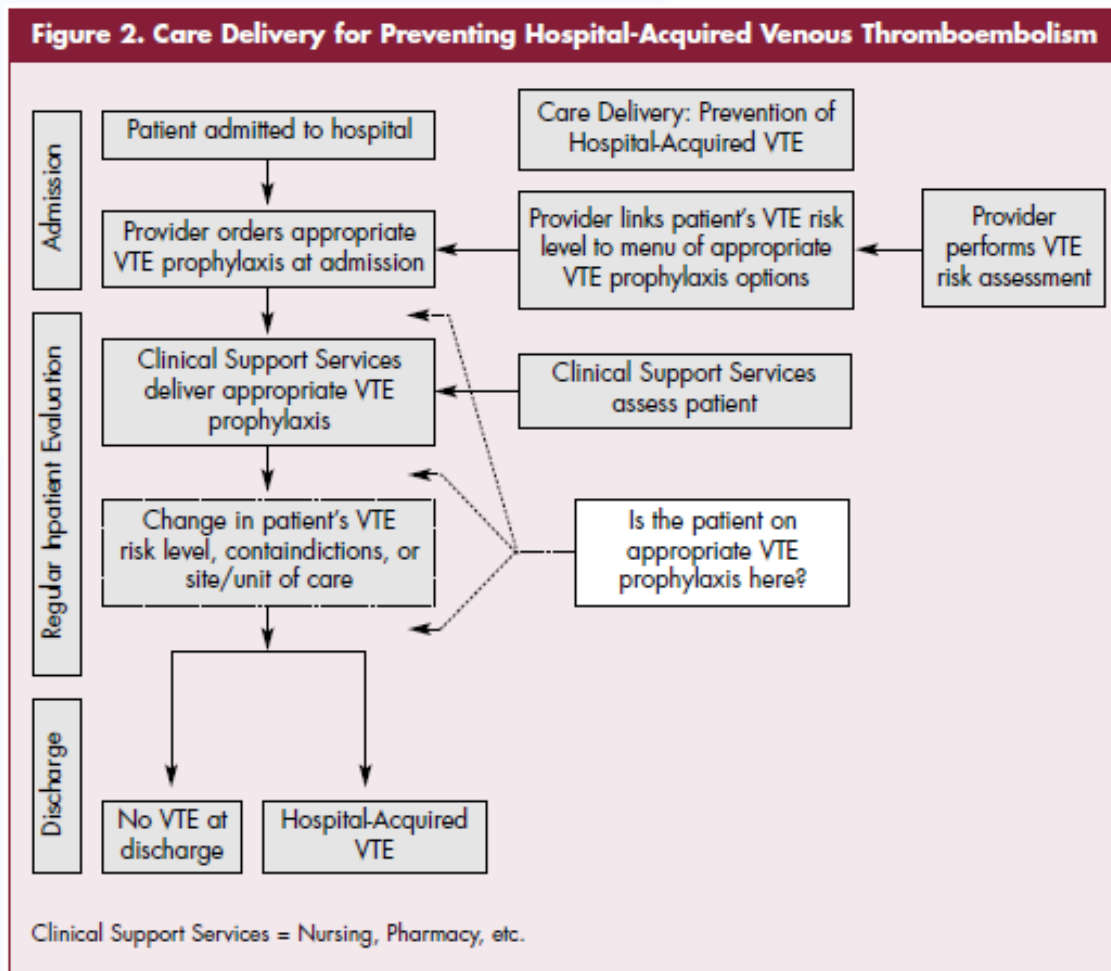 Figure 2. Care Delivery for Preventing Hospital-Acquired Venous Thromboembolism
Admission
Patient admitted to hospital
Care Delivery: Prevention of
Hospital-Acquired VTE
Provider orders appropriate
VTE prophylaxis at admission
Provider links patient's VTE risk
level to menu of appropriate
VTE prophylaxis options
Provider
performs VTE
risk assessment
Regular Inpatient Evaluation
Clinical Support Services
deliver appropriate VTE
prophylaxis
Clinical Support Services
assess patient
Change in patient's VTE
risk level, containdictions, or
site/unit of care
Is the patient on
appropriate VTE
prophylaxis here?
Discharge
No VTE at
discharge
Hospital-Acquired
VTE
Clinical Support Services = Nursing, Pharmacy, etc.